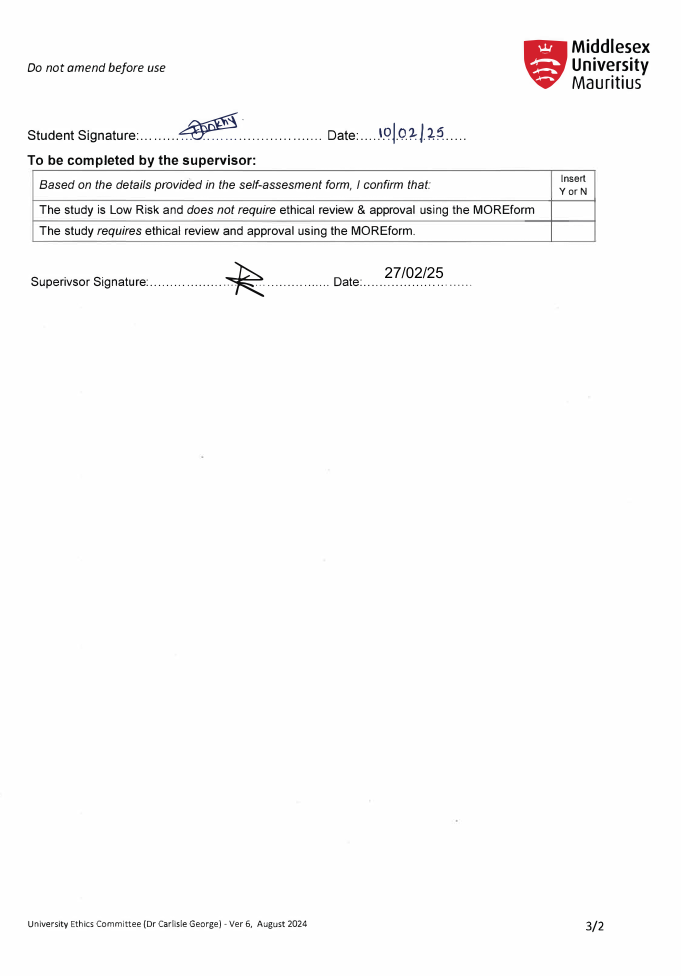 Middlesex
University
Mauritius
Do not amend before use
Student Signature:................................................ Date:....10/02/25.....
To be completed by the supervisor:
Based on the details provided in the self-assesment form, I confirm that:
Insert
Y or N
The study is Low Risk and does not require ethical review & approval using the MOREform
The study requires ethical review and approval using the MOREform.
Superivsor Signature:................................................ Date:.... 27/02/25 ....
University Ethics Committee (Dr Carlisle George) - Ver 6, August 2024
3/2